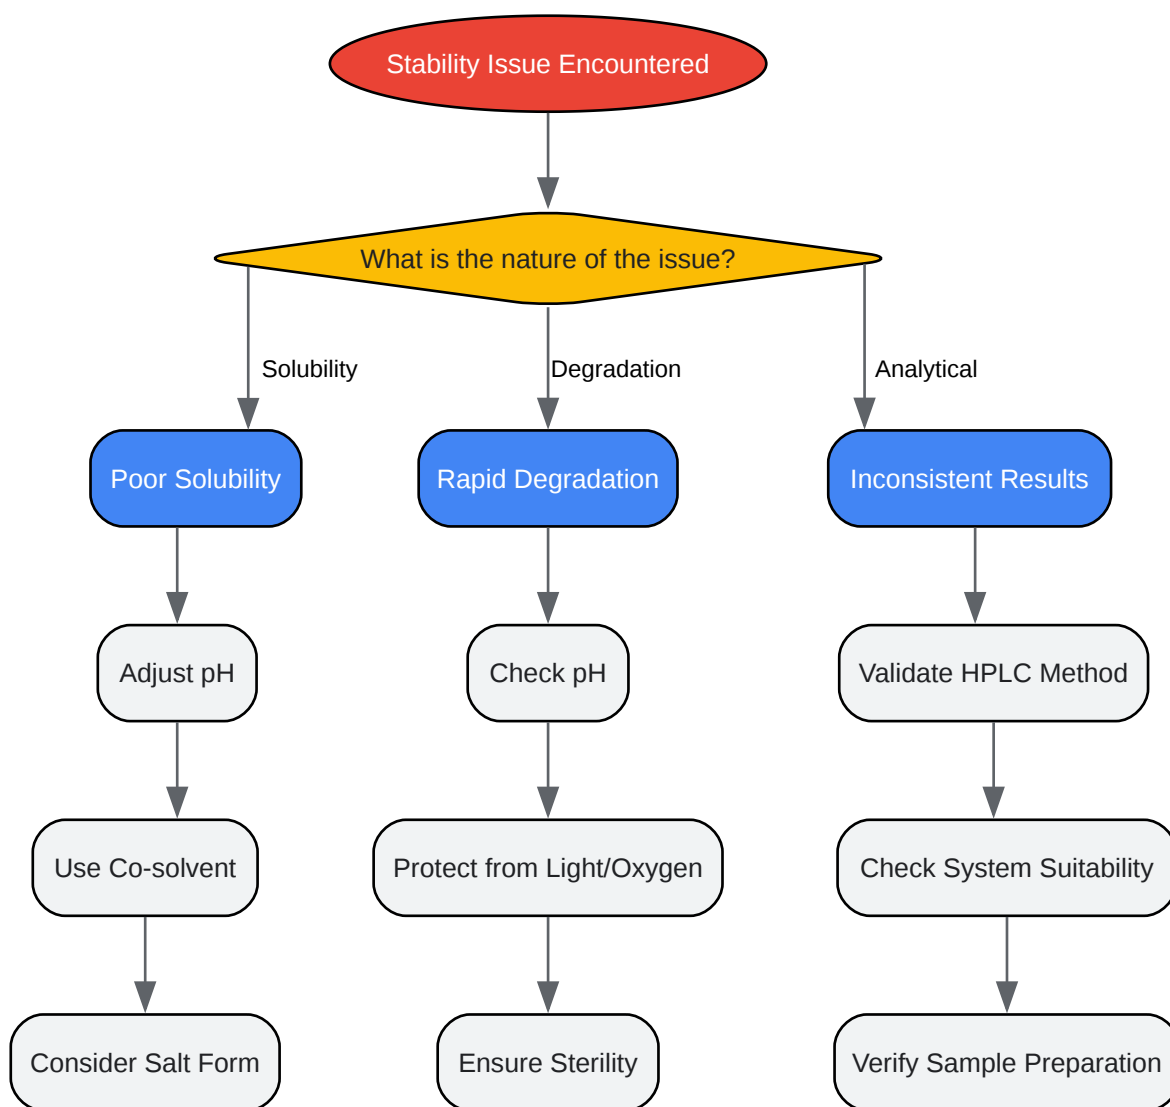 Stability Issue Encountered
What is the nature of the issue?
Solubility
Degradation
Analytical
Poor Solubility
Rapid Degradation
Inconsistent Results
Adjust pH
Check pH
Validate HPLC Method
Use Co-solvent
Protect from Light/Oxygen
Check System Suitability
Consider Salt Form
Ensure Sterility
Verify Sample Preparation